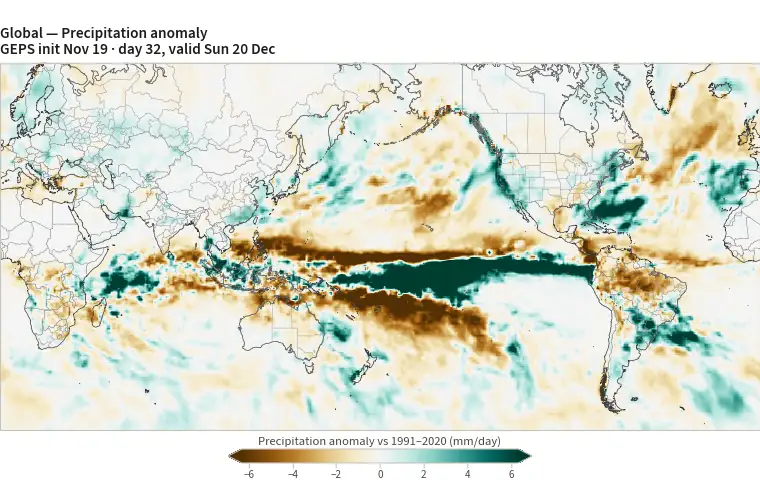 Global — Precipitation anomaly
GEPS init Nov 19 · day 32, valid Sun 20 Dec
Precipitation anomaly vs 1991–2020 (mm/day)
−6 −4 −2 0 2 4 6